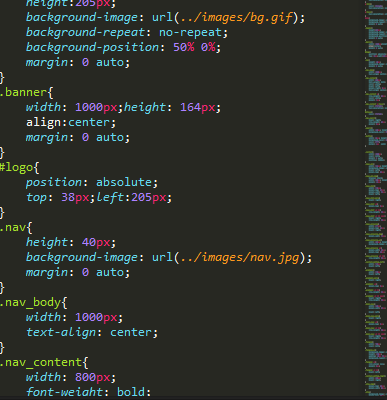 height:205px;
background-image: url(../images/bg.gif);
background-repeat: no-repeat;
background-position: 50% 0%;
margin: 0 auto;
}
.banner{
width: 1000px;height: 164px;
align:center;
margin: 0 auto;
}
#logo{
position: absolute;
top: 38px;left:205px;
}
.nav{
height: 40px;
background-image: url(../images/nav.jpg);
margin: 0 auto;
}
.nav_body{
width: 1000px;
text-align: center;
}
.nav_content{
width: 800px;
font-weight: bold;